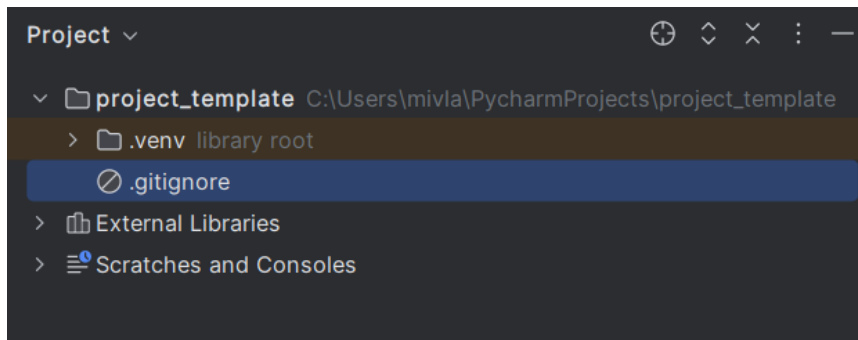 Project
project_template C:\Users\mivla\PycharmProjects\project_template
.venv library root
.gitignore
External Libraries
Scratches and Consoles